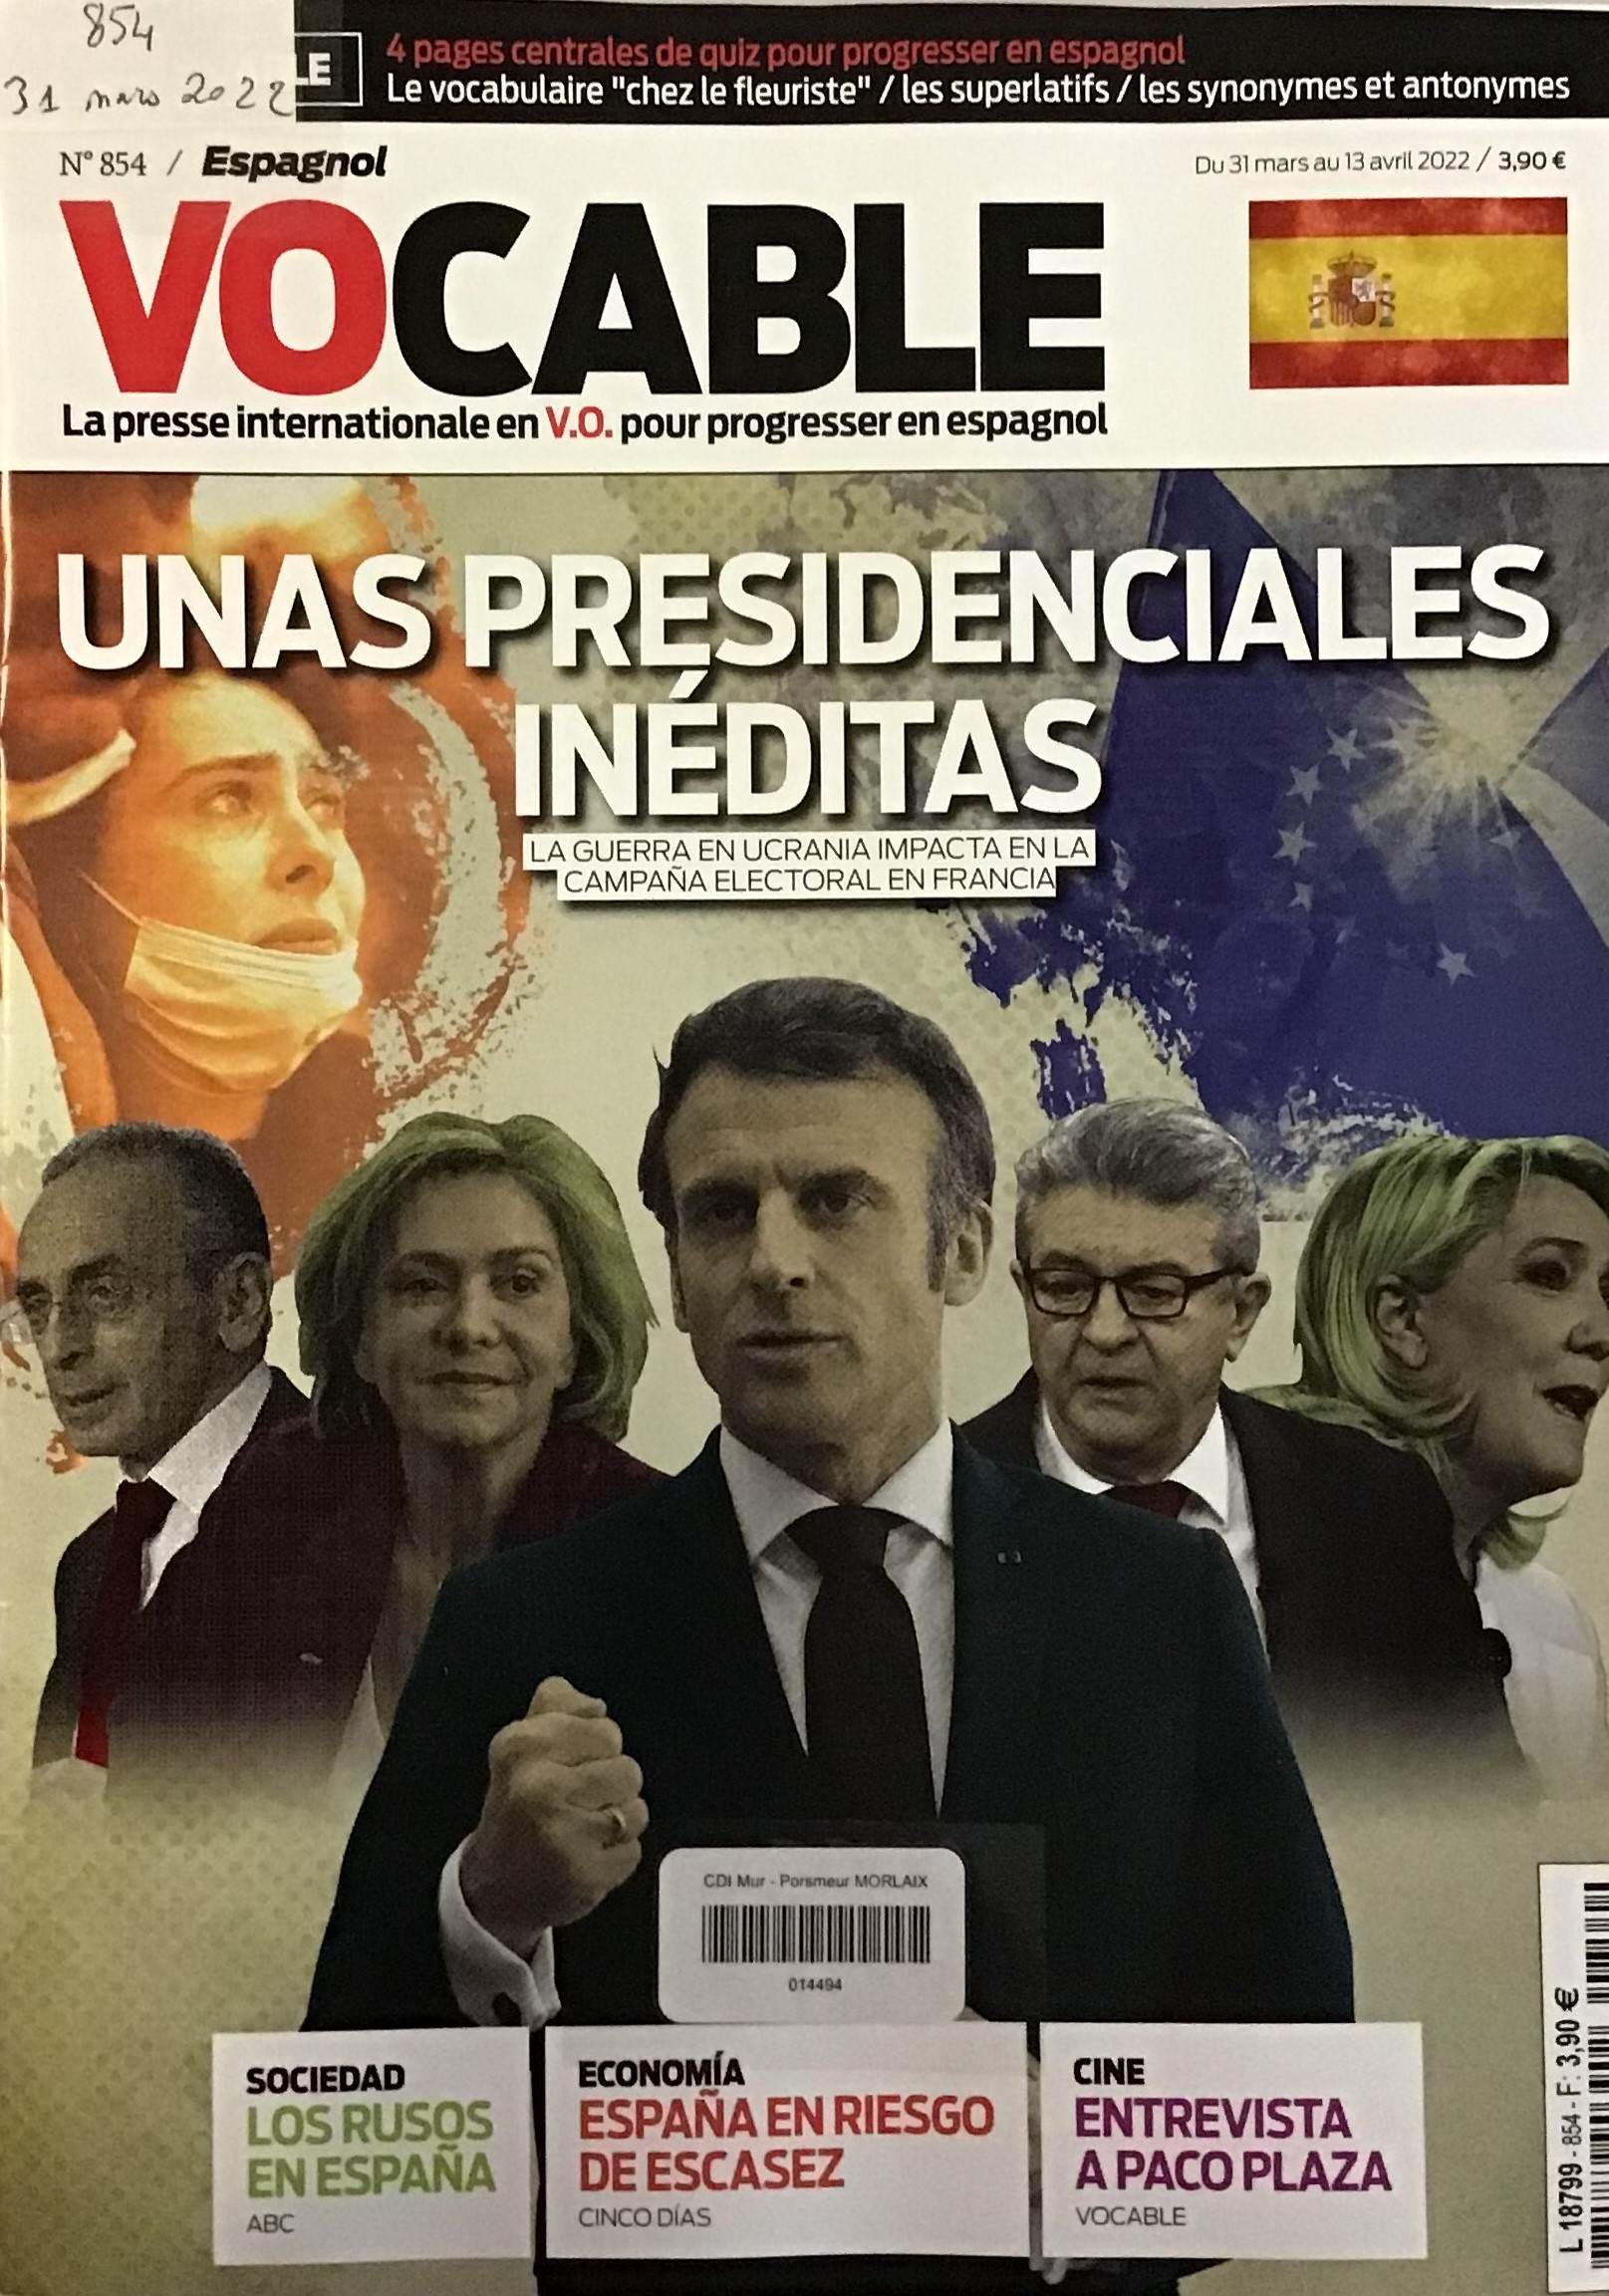 854
31 mars 2022
LE
4 pages centrales de quiz pour progresser en espagnol
Le vocabulaire "chez le fleuriste" / les superlatifs / les synonymes et antonymes
N° 854 / Espagnol
Du 31 mars au 13 avril 2022 / 3,90 €
VOCABLE
La presse internationale en V.O. pour progresser en espagnol
UNAS PRESIDENCIALES
INÉDITAS
LA GUERRA EN UCRANIA IMPACTA EN LA
CAMPAÑA ELECTORAL EN FRANCIA
CDI Mur - Porsmeur MORLAIX
014494
SOCIEDAD
LOS RUSOS
EN ESPAÑA
ABC
ECONOMÍA
ESPAÑA EN RIESGO
DE ESCASEZ
CINCO DÍAS
CINE
ENTREVISTA
A PACO PLAZA
VOCABLE
L 18799 - 854 - F: 3,90 €